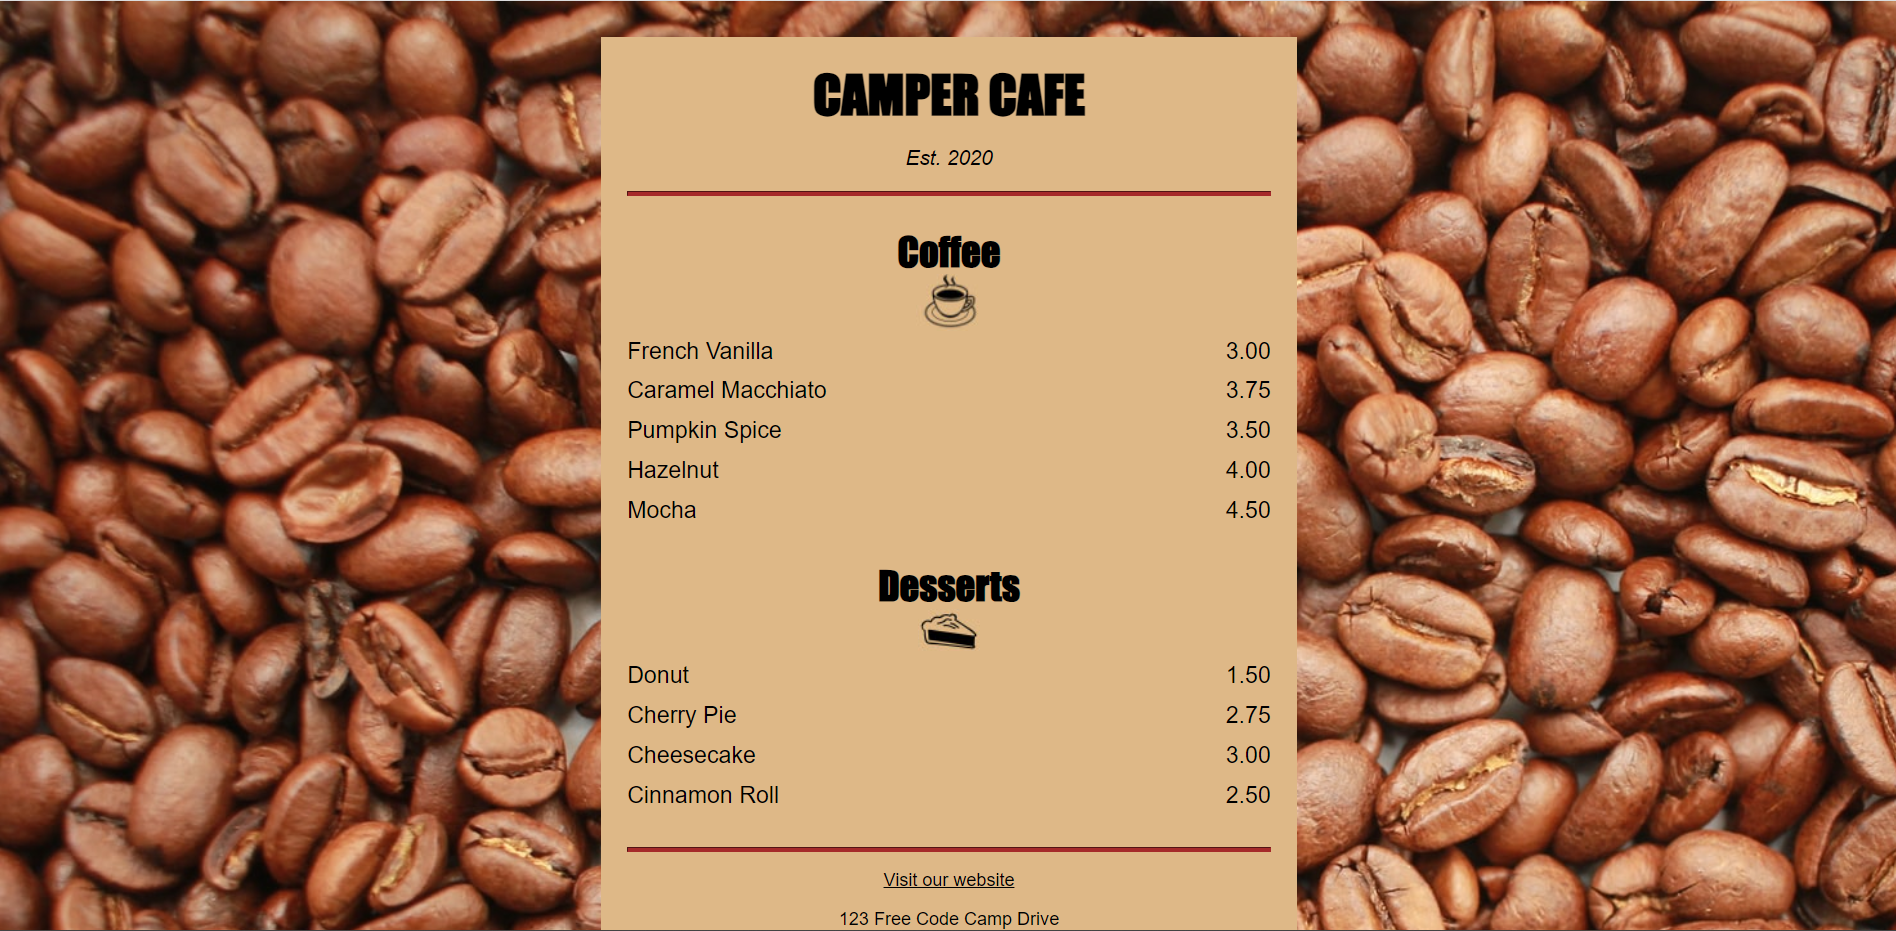 CAMPER CAFE
Est. 2020
Coffee
French Vanilla 3.00
Caramel Macchiato 3.75
Pumpkin Spice 3.50
Hazelnut 4.00
Mocha 4.50
Desserts
Donut 1.50
Cherry Pie 2.75
Cheesecake 3.00
Cinnamon Roll 2.50
Visit our website
123 Free Code Camp Drive